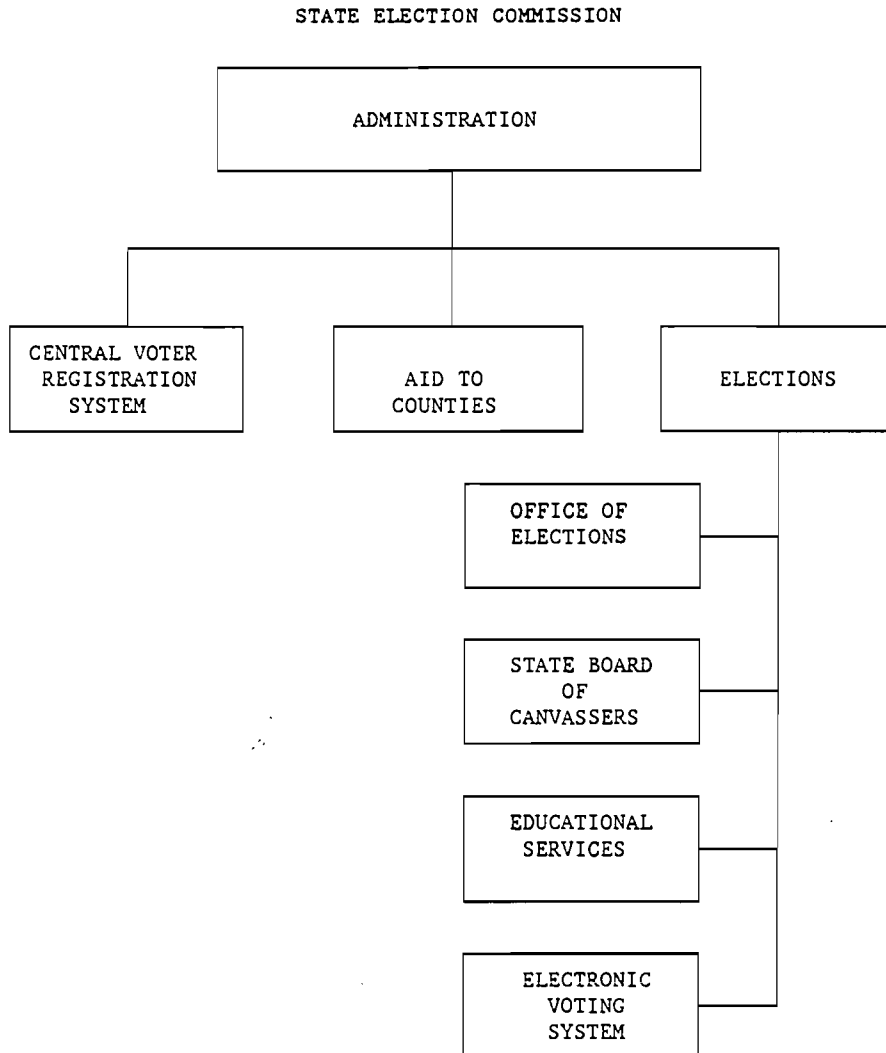 STATE ELECTION COMMISSION
ADMINISTRATION
CENTRAL VOTER
REGISTRATION
SYSTEM
AID TO
COUNTIES
ELECTIONS
OFFICE OF
ELECTIONS
STATE BOARD
OF
CANVASSERS
EDUCATIONAL
SERVICES
ELECTRONIC
VOTING
SYSTEM